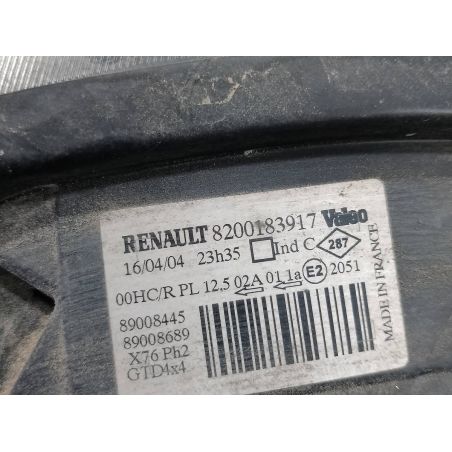 RENAULT 8200183917 Valeo
16/04/04 23h35 Ind C 287
00HC/R PL 12.5 02A 01 1a E2 2051
89008445
89008689
X76 Ph2
GTD4x4
MADE IN FRANCE